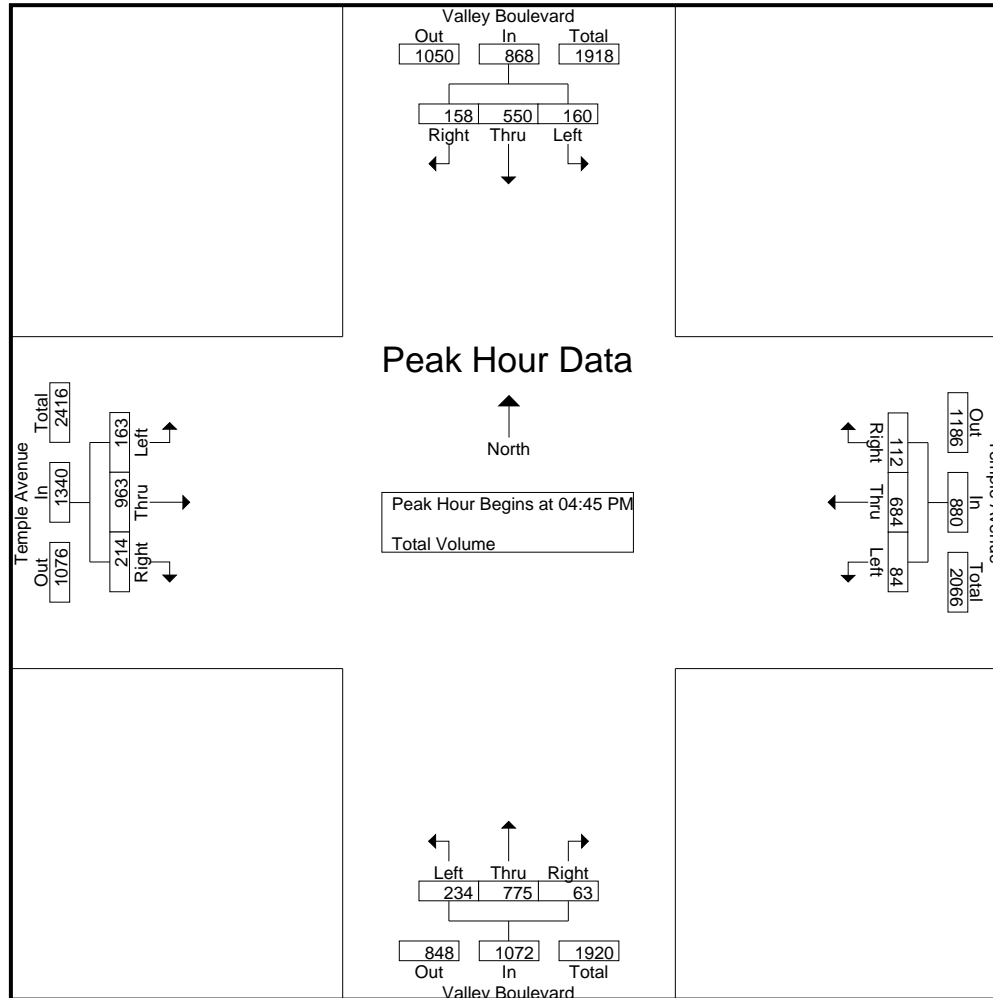 Valley Boulevard
Out In Total
1050 868 1918
158 550 160
Right Thru Left
Peak Hour Data
North
Peak Hour Begins at 04:45 PM
Total Volume
Temple Avenue
Out In Total
1076 1340 2416
214 963 163
Right Thru Left
Out In Total
1186 880 2066
112 684 84
Right Thru Left
Left Thru Right
234 775 63
848 1072 1920
Out In Total
Valley Boulevard